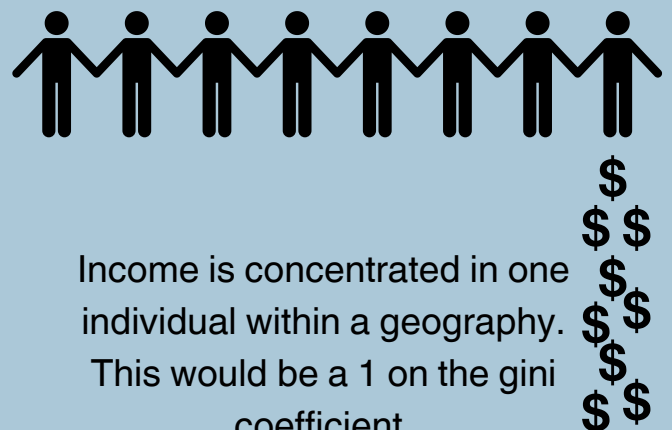 $
$ $
Income is concentrated in one $
individual within a geography. $ $
This would be a 1 on the gini $
coefficient $ $